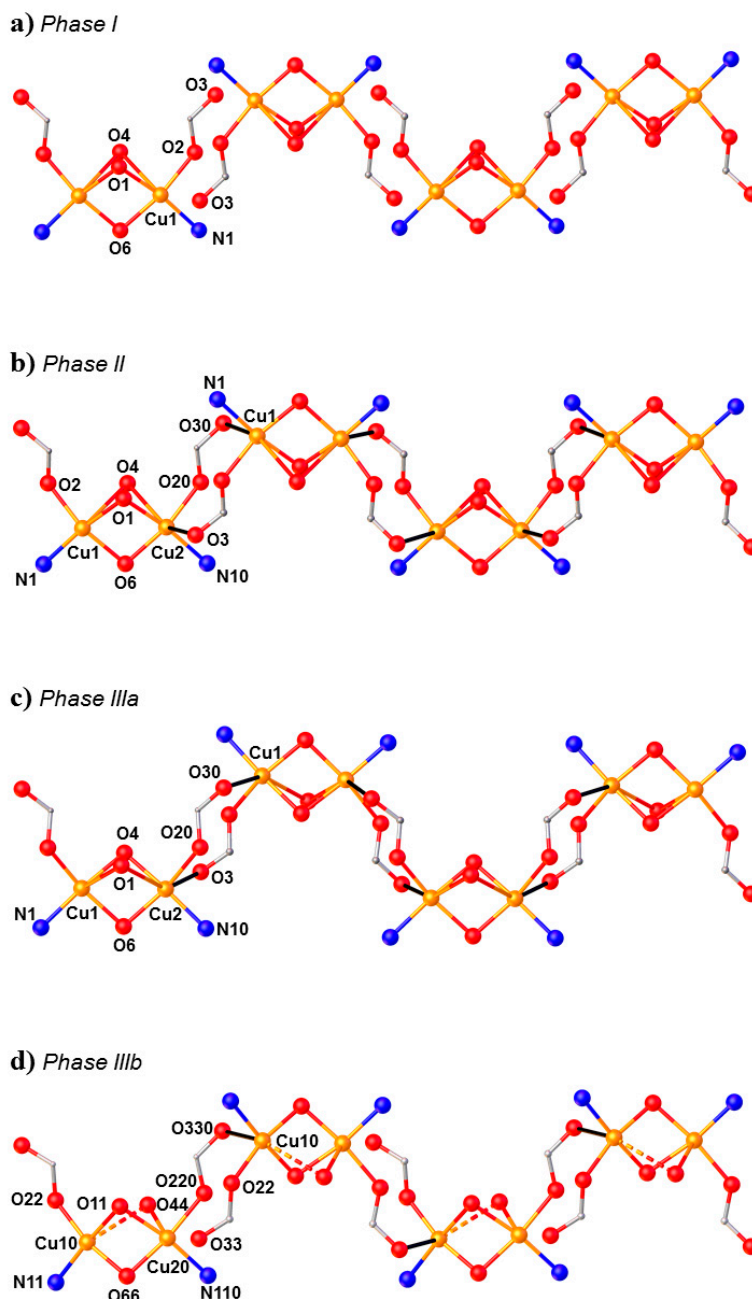 a) Phase I
O3
O4
O2
O1
O3
Cu1
N1
O6
b) Phase II
N1
Cu1
O30
O4
O2
O20
O1
O3
Cu1
Cu2
N1
O6
N10
c) Phase IIIa
Cu1
O30
O4
O20
O1
O3
N1
Cu1
Cu2
N10
O6
d) Phase IIIb
O330
Cu10
O220
O22
O22
O11
O44
O33
Cu10
Cu20
N11
O66
N110